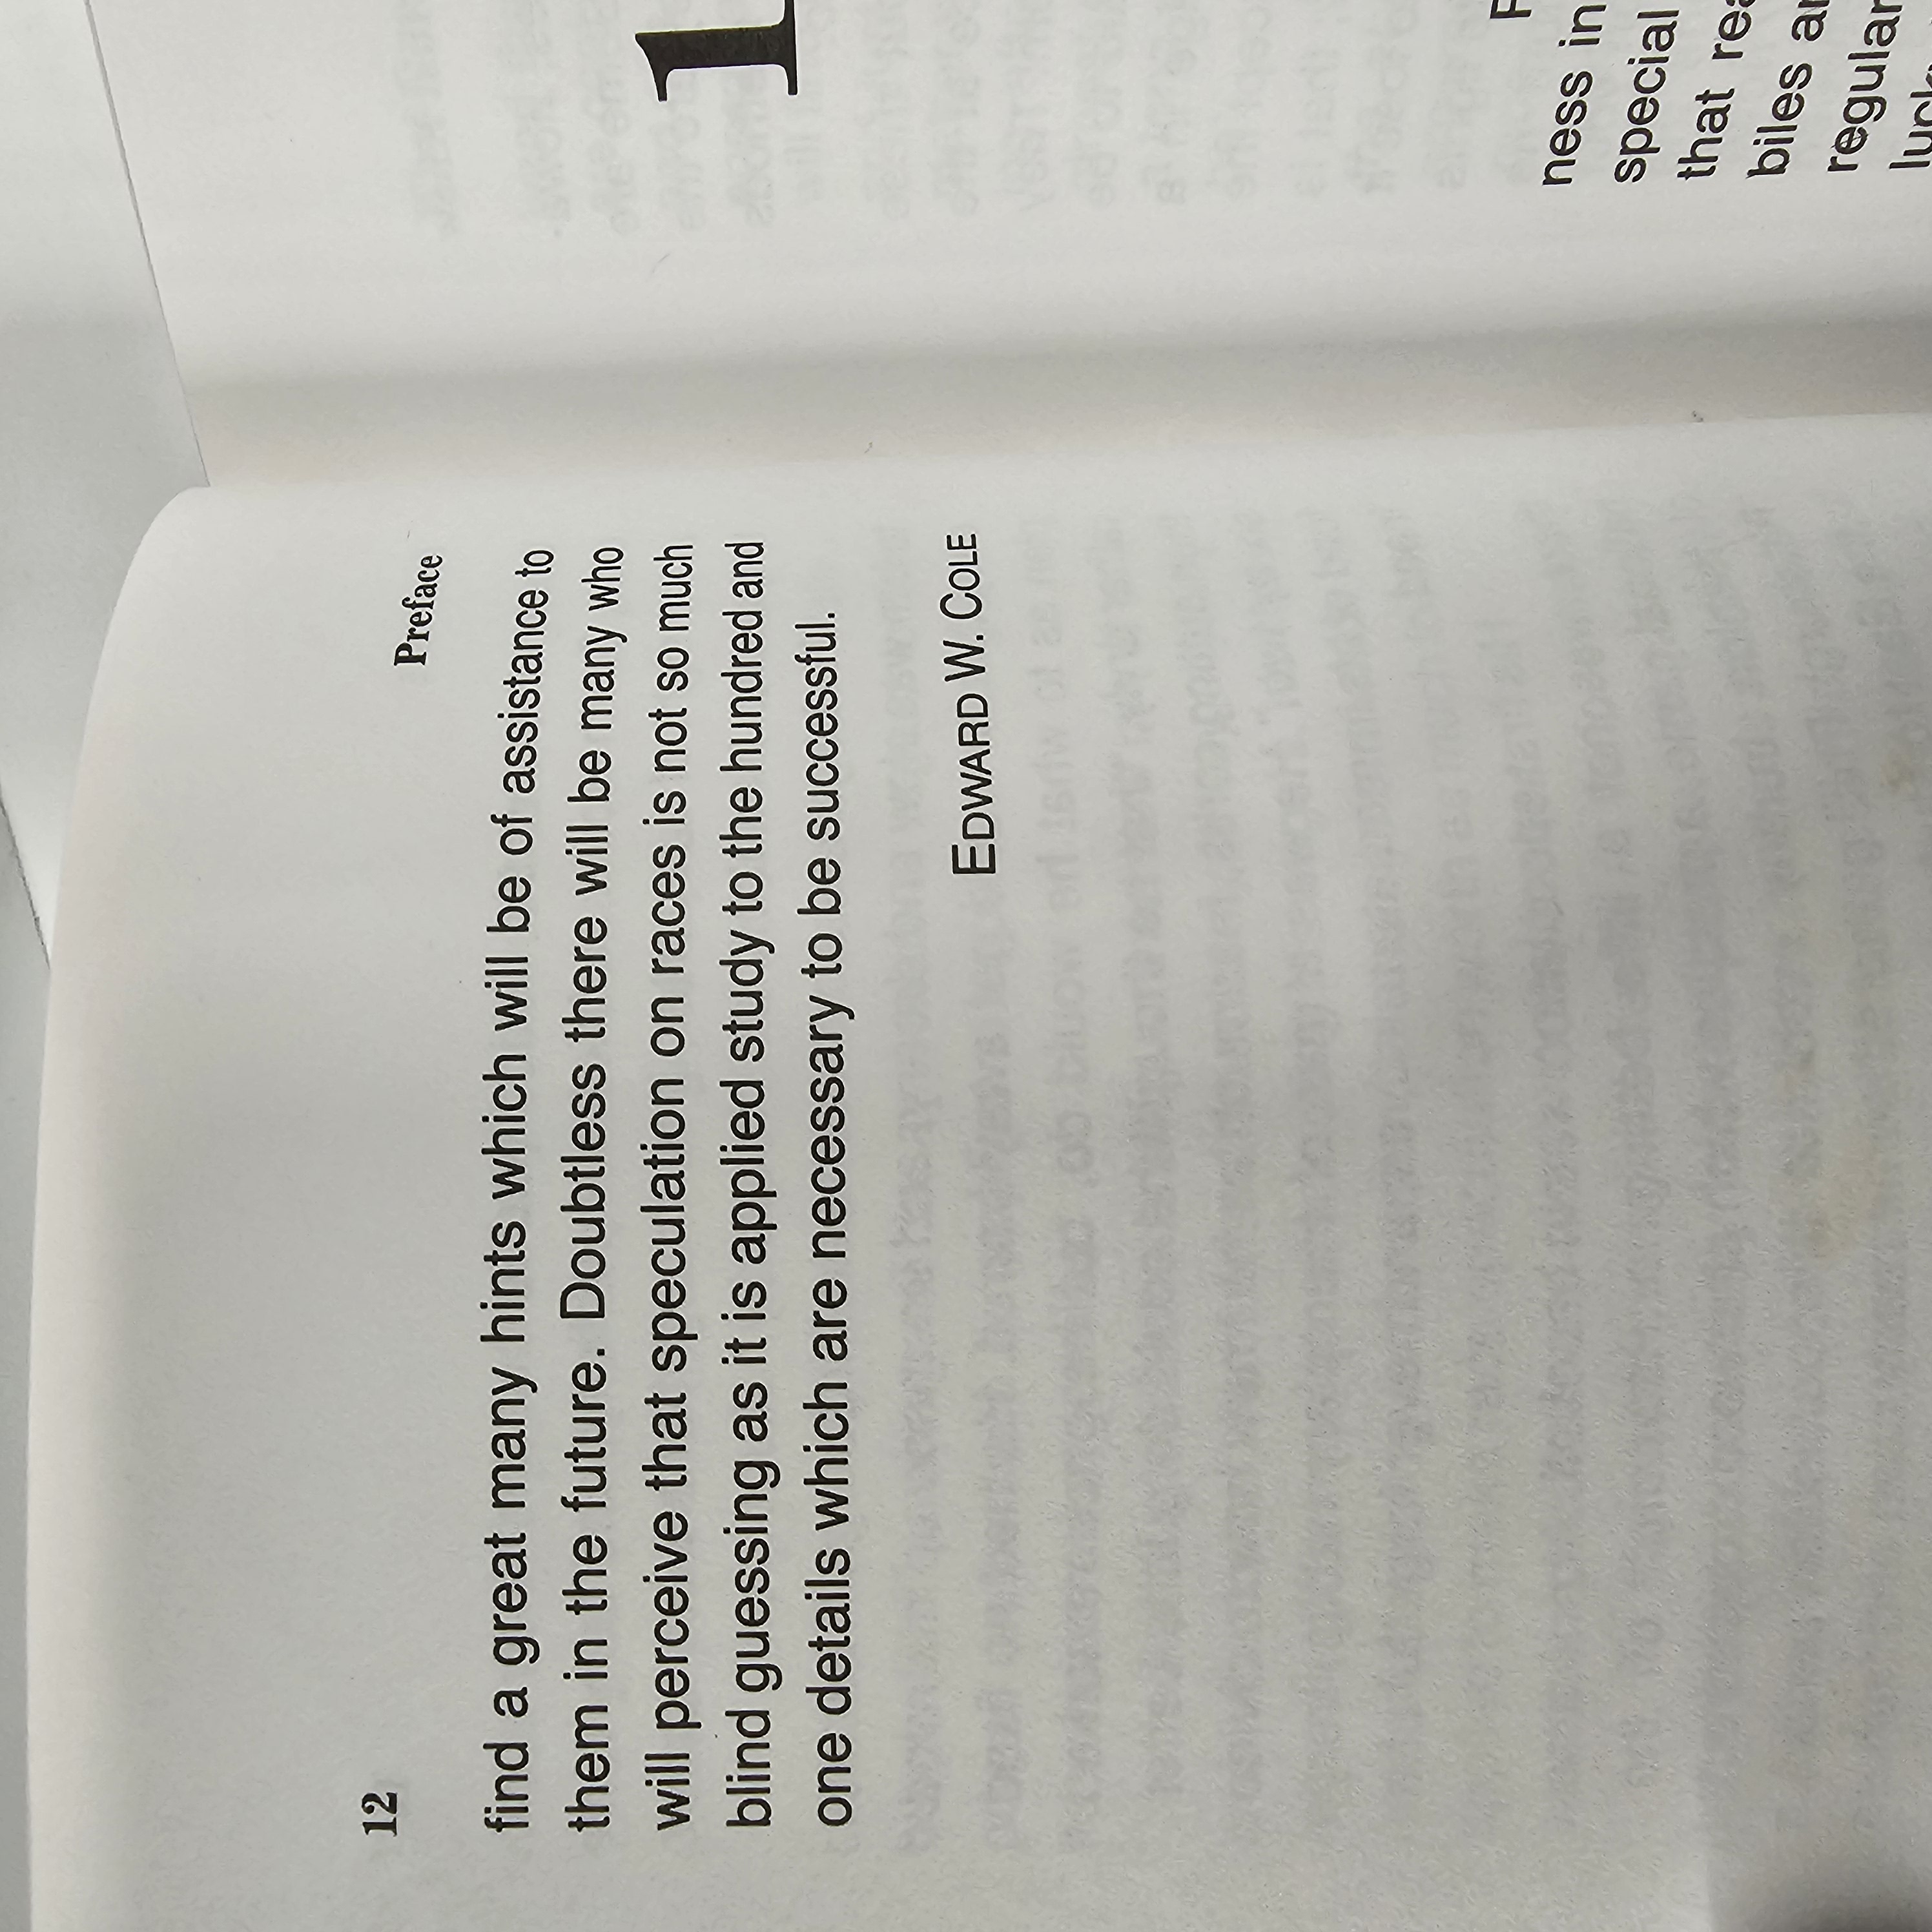 12
Preface
find a great many hints which will be of assistance to
them in the future. Doubtless there will be many who
will perceive that speculation on races is not so much
blind guessing as it is applied study to the hundred and
one details which are necessary to be successful.
EDWARD W. COLE
1
F
ness in
special
that rea
biles an
regular